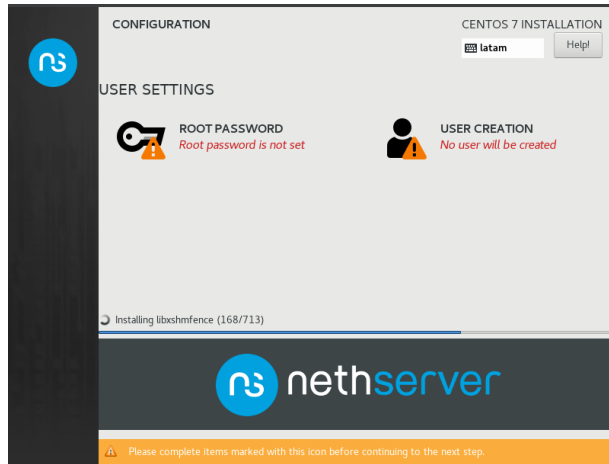 CONFIGURATION
CENTOS 7 INSTALLATION
latam
Help!
ns
USER SETTINGS
ROOT PASSWORD
Root password is not set
USER CREATION
No user will be created
Installing libxshmfence (168/713)
ns nethserver
Please complete items marked with this icon before continuing to the next step.